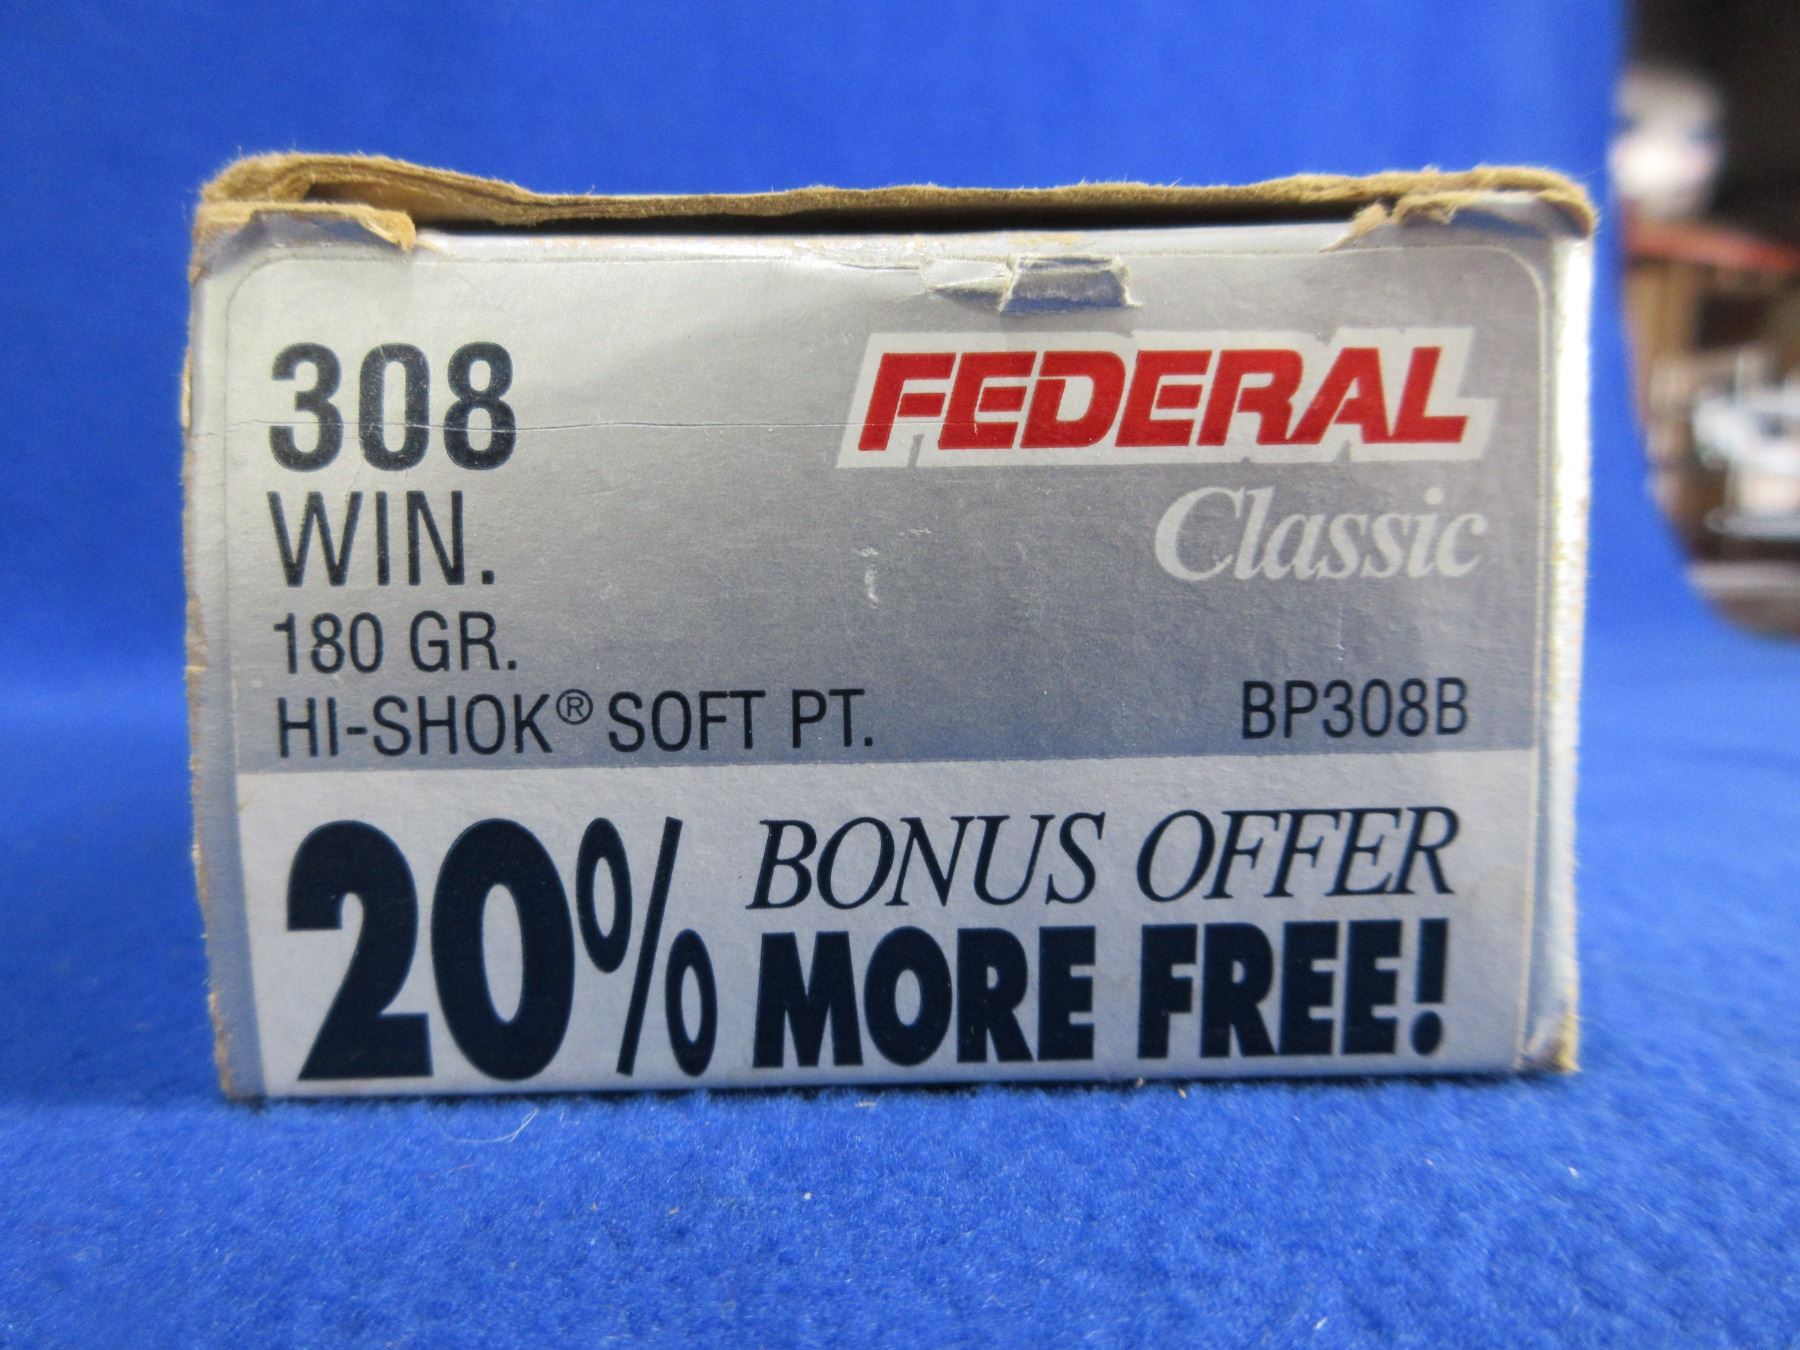 308
WIN.
180 GR.
HI-SHOK® SOFT PT.
FEDERAL
Classic
BP308B
20% BONUS OFFER
MORE FREE!